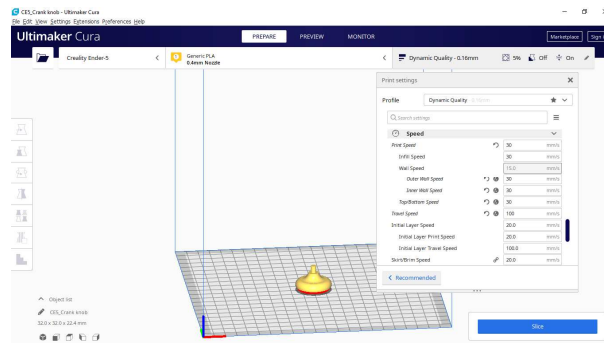 CE5_Crank knob - Ultimaker Cura
File Edit View Settings Extensions Preferences Help
Ultimaker Cura PREPARE PREVIEW MONITOR Marketplace Sign i
Creality Ender-5 Generic PLA Dynamic Quality - 0.16mm 5% Off On
0.4mm Nozzle
Print settings
Profile Dynamic Quality
Search settings
Speed
Print Speed 30 mm/s
Infill Speed 30 mm/s
Wall Speed 15.0 mm/s
Outer Wall Speed 30 mm/s
Inner Wall Speed 30 mm/s
Top/Bottom Speed 30 mm/s
Travel Speed 100 mm/s
Initial Layer Speed 20.0 mm/s
Initial Layer Print Speed 20.0 mm/s
Initial Layer Travel Speed 100.0 mm/s
Skirt/Brim Speed 20.0 mm/s
Recommended
Object list
CE5_Crank knob
32.0 x 32.0 x 22.4 mm
Slice